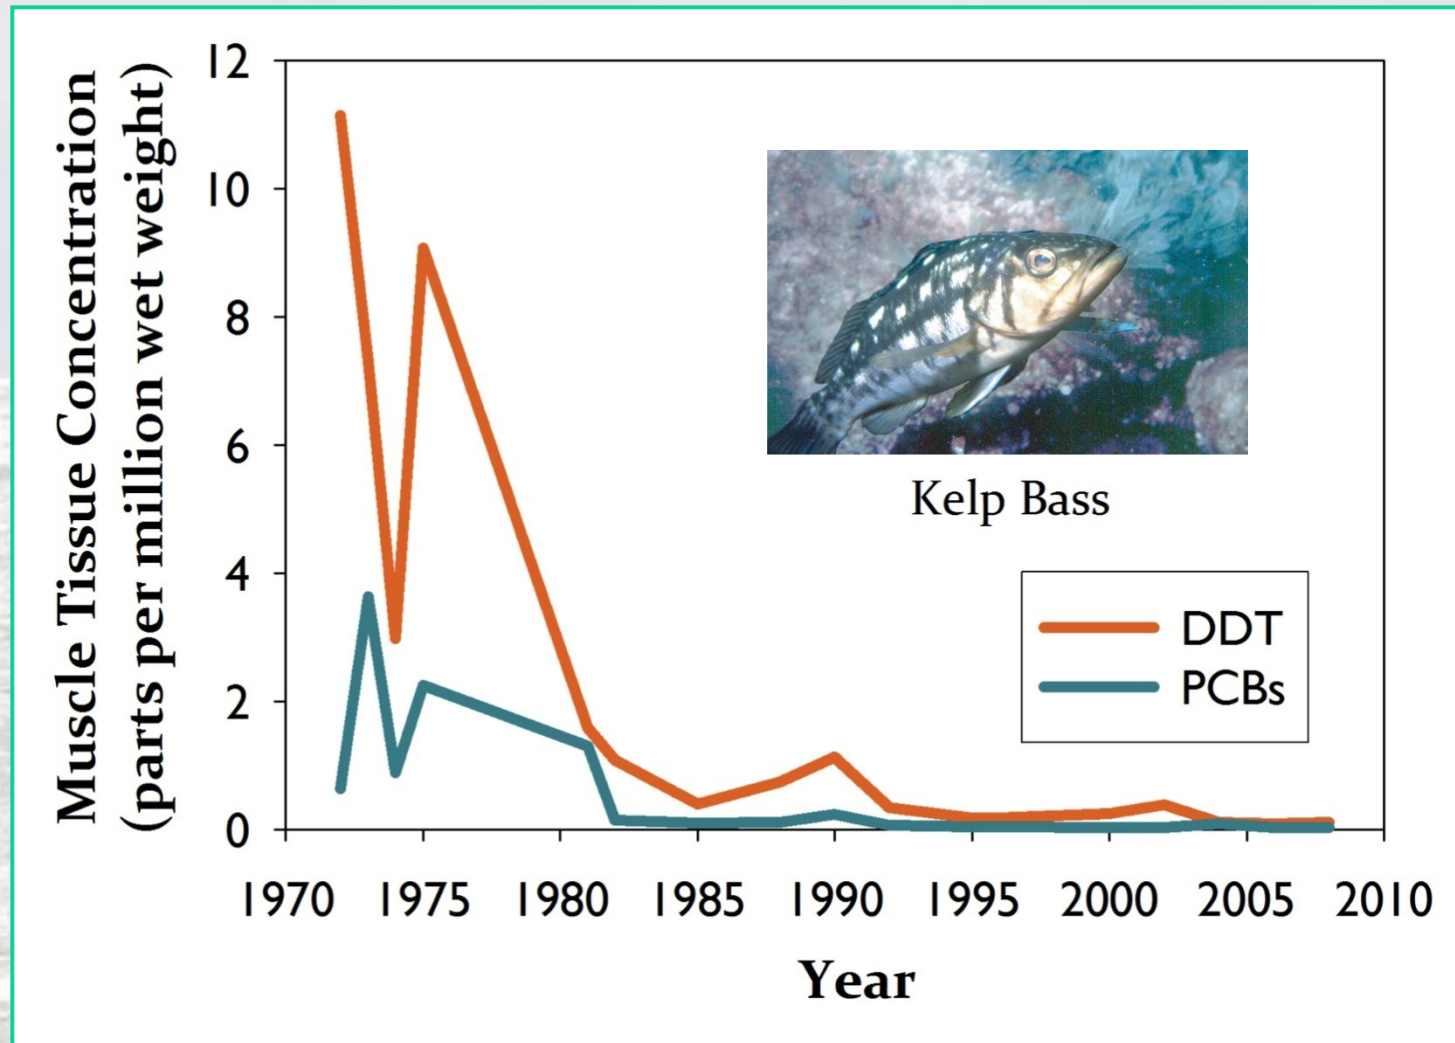 Muscle Tissue Concentration
(parts per million wet weight)
12
10
8
6
4
2
0
Kelp Bass
DDT
PCBs
1970 1975 1980 1985 1990 1995 2000 2005 2010
Year